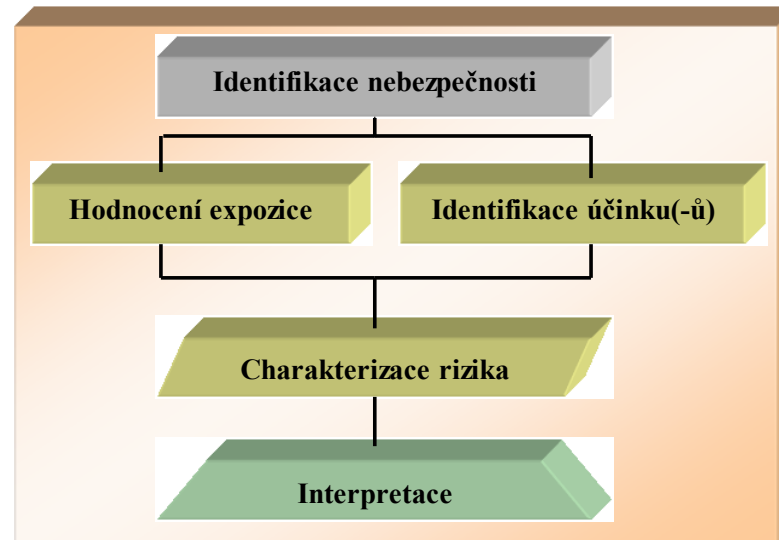 Identifikace nebezpečnosti
Hodnocení expozice
Identifikace účinku(-ů)
Charakterizace rizika
Interpretace